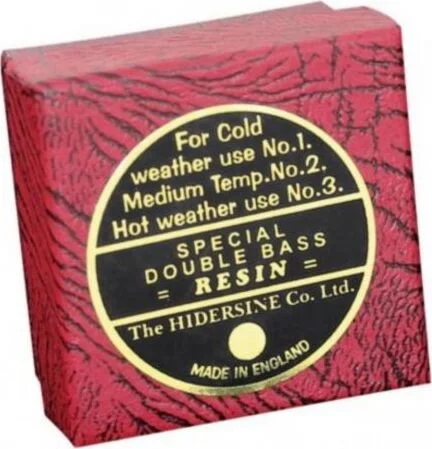 For Cold
weather use No.1.
Medium Temp.No.2.
Hot weather use No.3.
SPECIAL
DOUBLE BASS
= RESIN =
The HIDERSINE Co. Ltd.
MADE IN ENGLAND